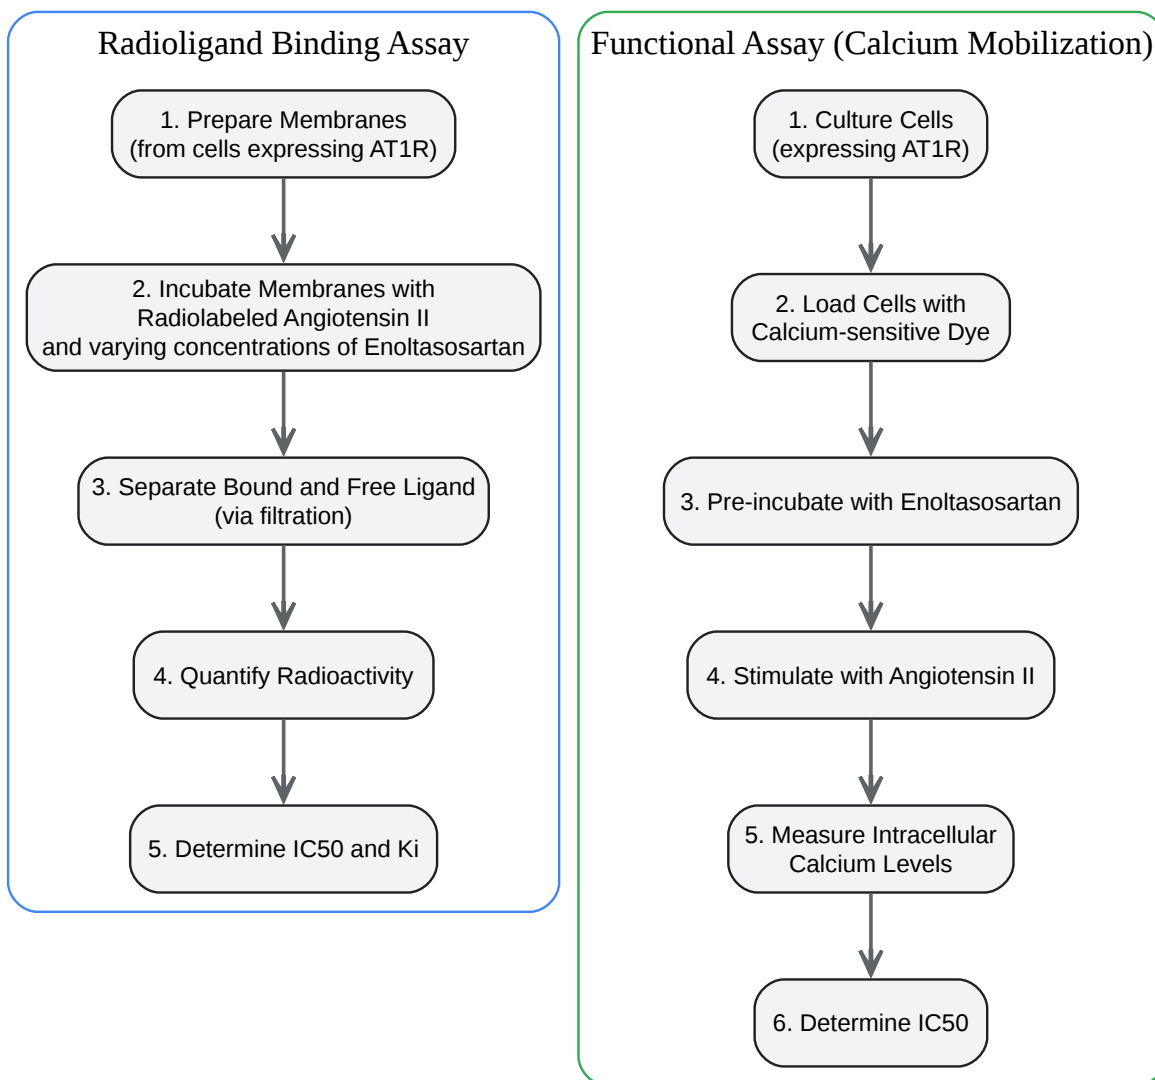 Radioligand Binding Assay
1. Prepare Membranes
(from cells expressing AT1R)
2. Incubate Membranes with
Radiolabeled Angiotensin II
and varying concentrations of Enoltasosartan
3. Separate Bound and Free Ligand
(via filtration)
4. Quantify Radioactivity
5. Determine IC50 and Ki
Functional Assay (Calcium Mobilization)
1. Culture Cells
(expressing AT1R)
2. Load Cells with
Calcium-sensitive Dye
3. Pre-incubate with Enoltasosartan
4. Stimulate with Angiotensin II
5. Measure Intracellular
Calcium Levels
6. Determine IC50